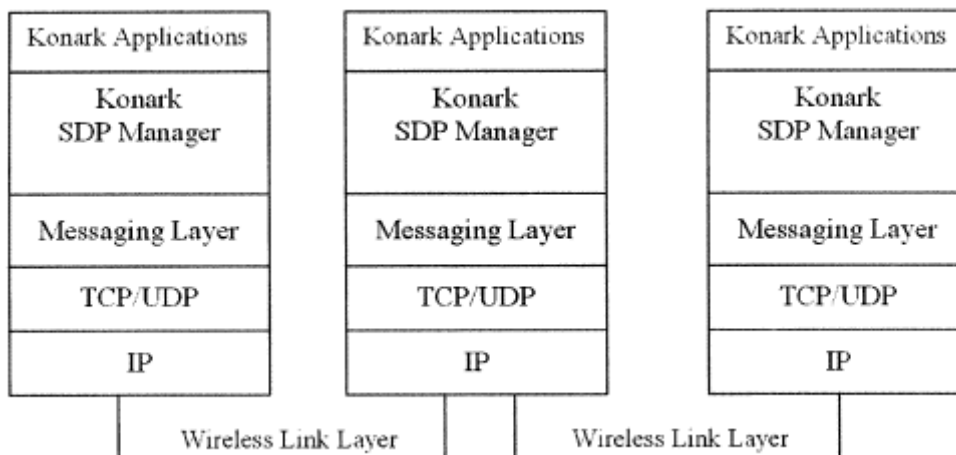 Konark Applications
Konark
SDP Manager
Messaging Layer
TCP/UDP
IP
Konark Applications
Konark
SDP Manager
Messaging Layer
TCP/UDP
IP
Konark Applications
Konark
SDP Manager
Messaging Layer
TCP/UDP
IP
Wireless Link Layer
Wireless Link Layer